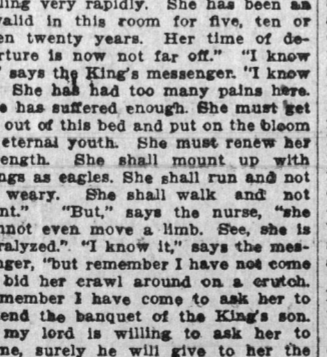 ling very rapidly. She has been an
valid in this room for five, ten or
en twenty years. Her time of de-
rture is now not far off." "I know
" says the King's messenger. "I know
. She has had too many pains here.
e has suffered enough. She must get
out of this bed and put on the bloom
eternal youth. She must renew her
ength. She shall mount up with
ngs as eagles. She shall run and not
weary. She shall walk and not
nt." "But," says the nurse, "she
nnot even move a limb. See, she is
ralyzed." "I know it," says the mes-
nger, "but remember I have not come
bid her crawl around on a crutch.
member I have come to ask her to
end the banquet of the King's son.
my lord is willing to ask her to
me, surely he will give to her the